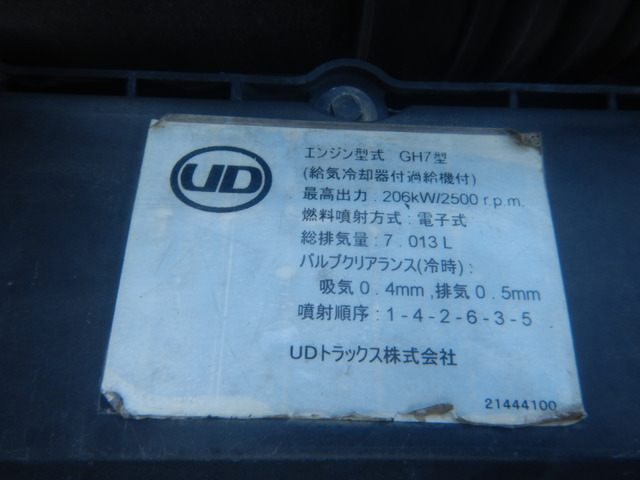 UD
エンジン型式 GH7型
(給気冷却器付過給機付)
最高出力:206kW/2500 r.p.m.
燃料噴射方式:電子式
総排気量:7.013L
バルブクリアランス(冷時):
吸気0.4mm,排気0.5mm
噴射順序:1-4-2-6-3-5
UDトラックス株式会社
21444100